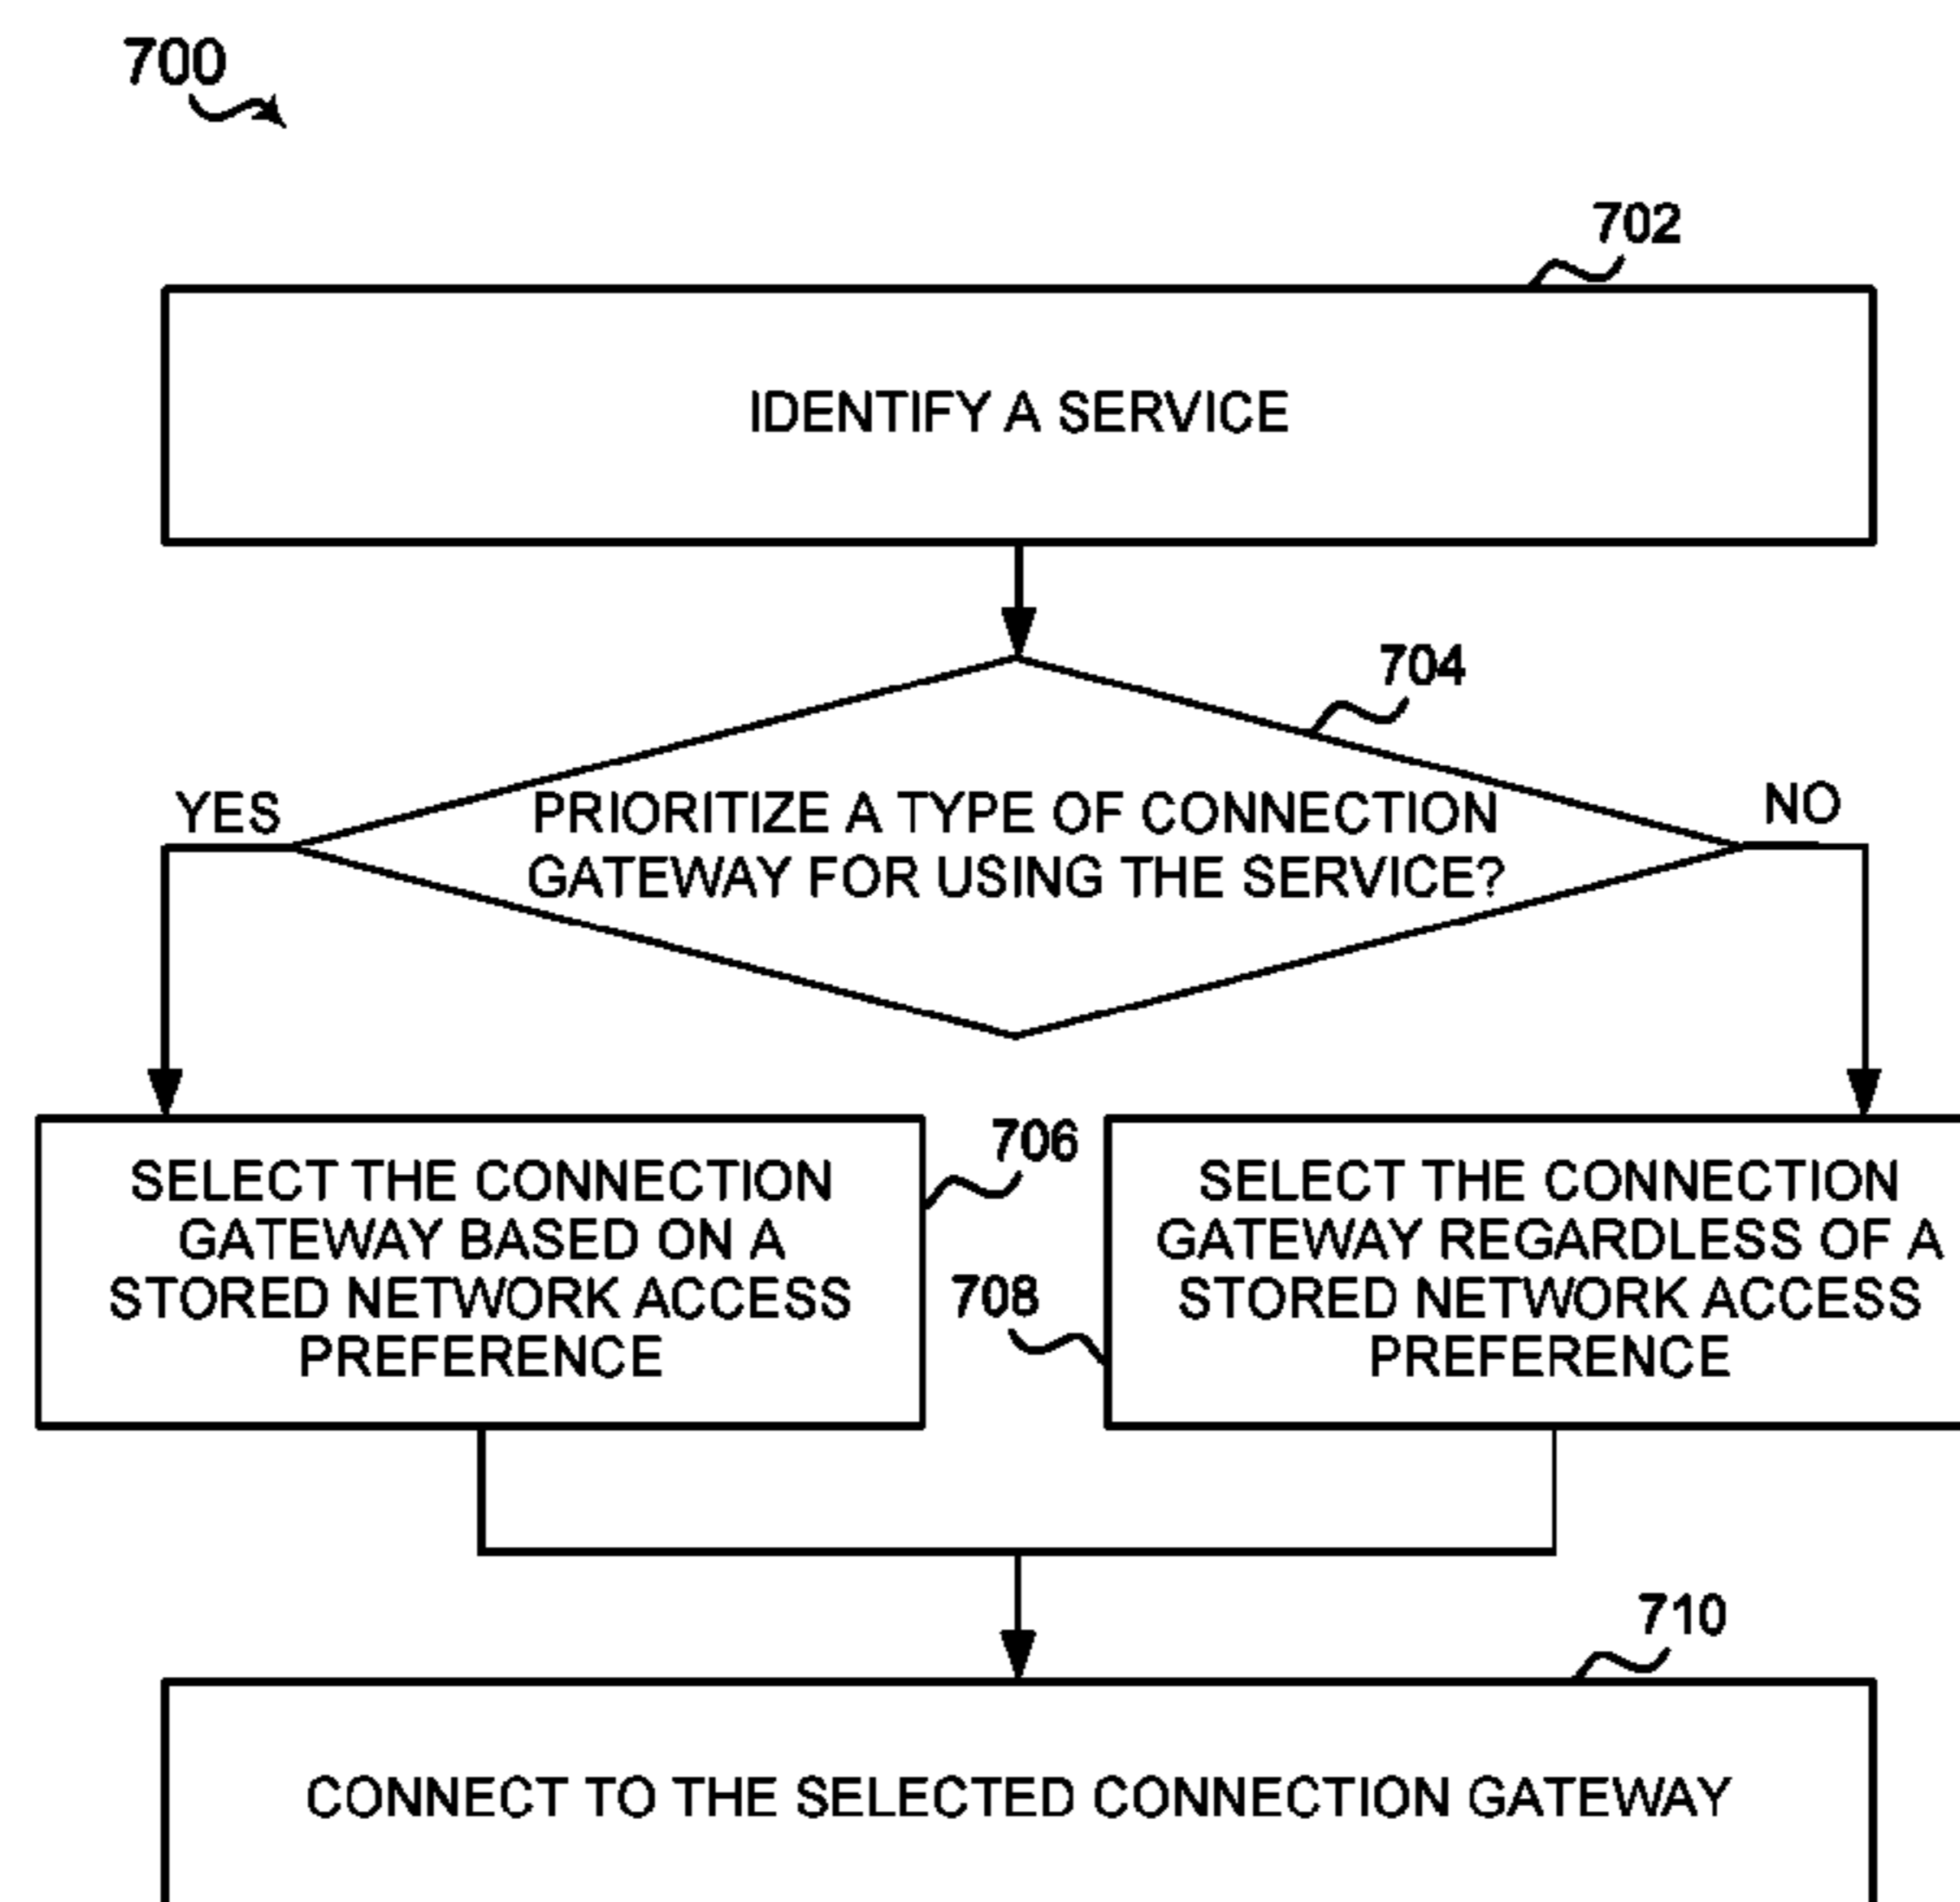 700
702
IDENTIFY A SERVICE
704
YES
PRIORITIZE A TYPE OF CONNECTION
GATEWAY FOR USING THE SERVICE?
NO
706
SELECT THE CONNECTION
GATEWAY BASED ON A
STORED NETWORK ACCESS
PREFERENCE
708
SELECT THE CONNECTION
GATEWAY REGARDLESS OF A
STORED NETWORK ACCESS
PREFERENCE
710
CONNECT TO THE SELECTED CONNECTION GATEWAY